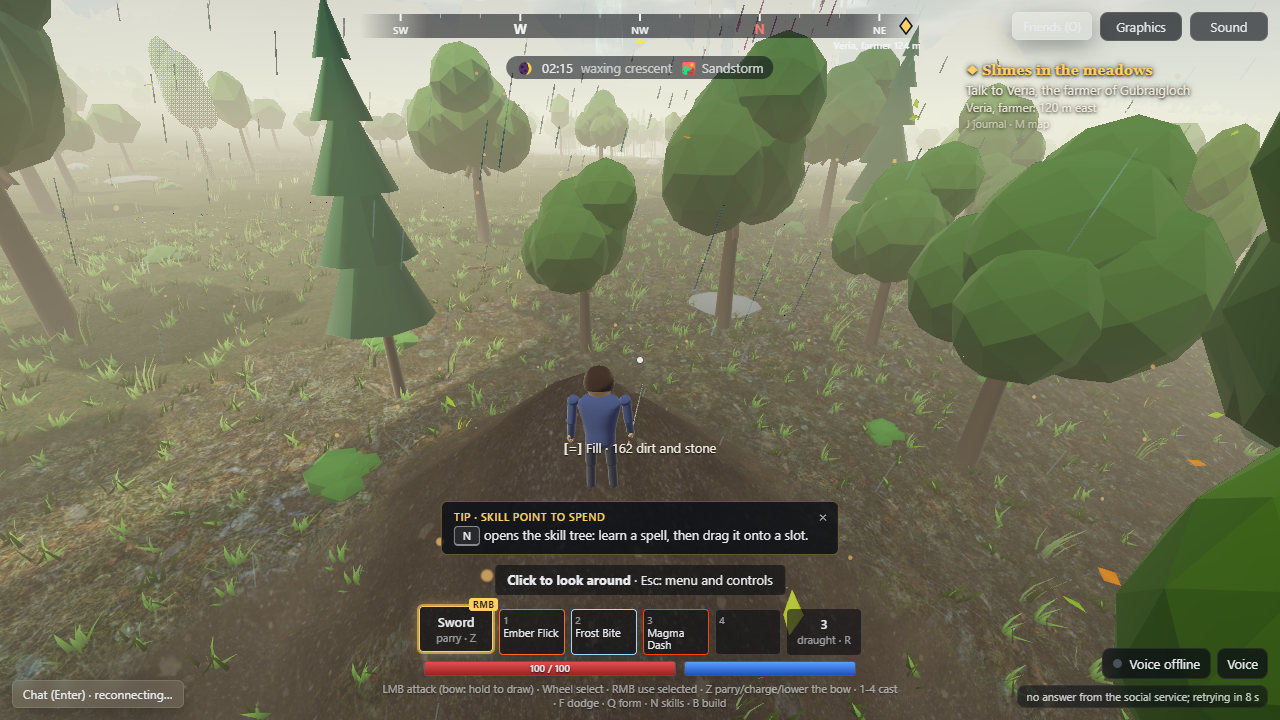 SW W NW N NE
Friends (0) Graphics Sound
Veria, farmer 124 m
02:15 waxing crescent Sandstorm
Slimes in the meadows
Talk to Veria, the farmer of Gubraigloch
Veria, farmer: 120 m east
J journal · M map
[=] Fill · 162 dirt and stone
TIP · SKILL POINT TO SPEND ×
N opens the skill tree: learn a spell, then drag it onto a slot.
Click to look around · Esc: menu and controls
RMB
Sword
parry · Z
1
Ember Flick
2
Frost Bite
3
Magma
Dash
4
3
draught · R
100 / 100
LMB attack (bow: hold to draw) · Wheel select · RMB use selected · Z parry/charge/lower the bow · 1-4 cast
· F dodge · Q form · N skills · B build
Chat (Enter) · reconnecting...
Voice offline Voice
no answer from the social service; retrying in 8 s